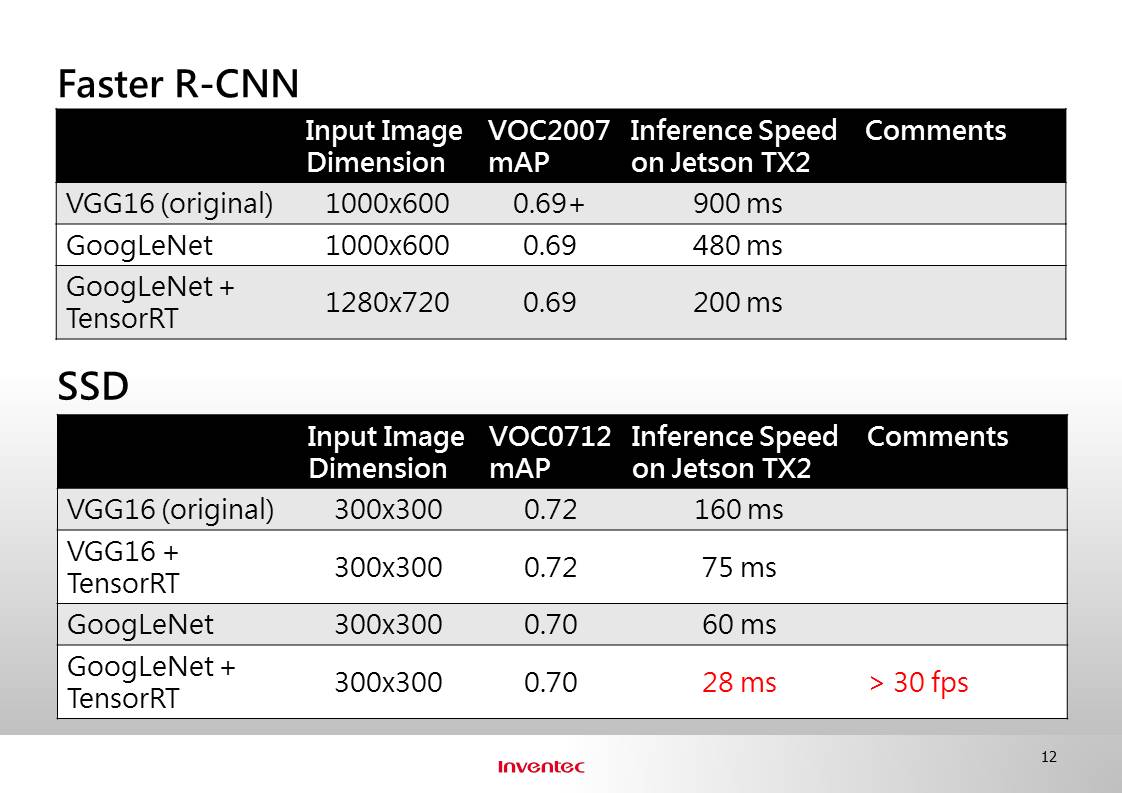 Faster R-CNN
Input Image VOC2007 Inference Speed Comments
Dimension mAP on Jetson TX2
VGG16 (original) 1000x600 0.69+ 900 ms
GoogLeNet 1000x600 0.69 480 ms
GoogLeNet +
TensorRT 1280x720 0.69 200 ms
SSD
Input Image VOC0712 Inference Speed Comments
Dimension mAP on Jetson TX2
VGG16 (original) 300x300 0.72 160 ms
VGG16 +
TensorRT 300x300 0.72 75 ms
GoogLeNet 300x300 0.70 60 ms
GoogLeNet +
TensorRT 300x300 0.70 28 ms > 30 fps
Inventec
12